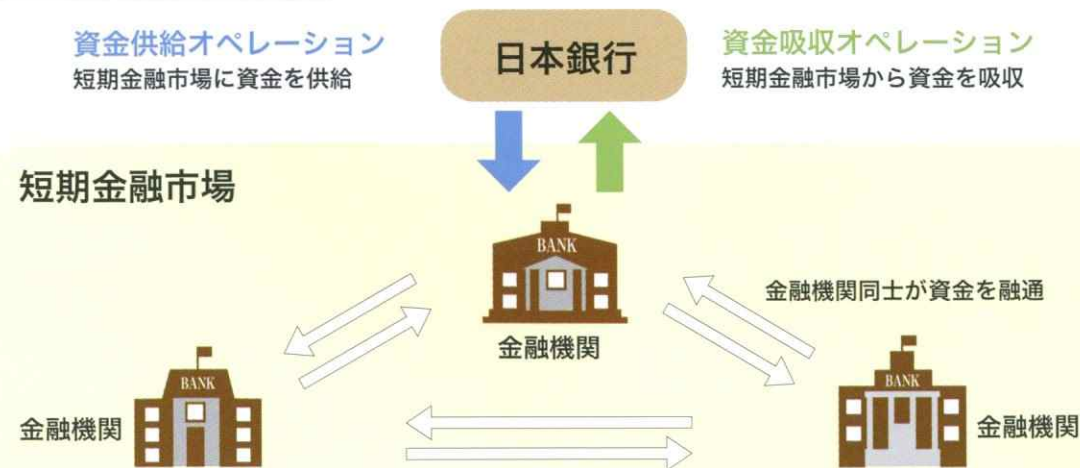 資金供給オペレーション
短期金融市場に資金を供給
日本銀行
資金吸収オペレーション
短期金融市場から資金を吸収
短期金融市場
BANK
金融機関同士が資金を融通
金融機関
BANK
金融機関
BANK
金融機関